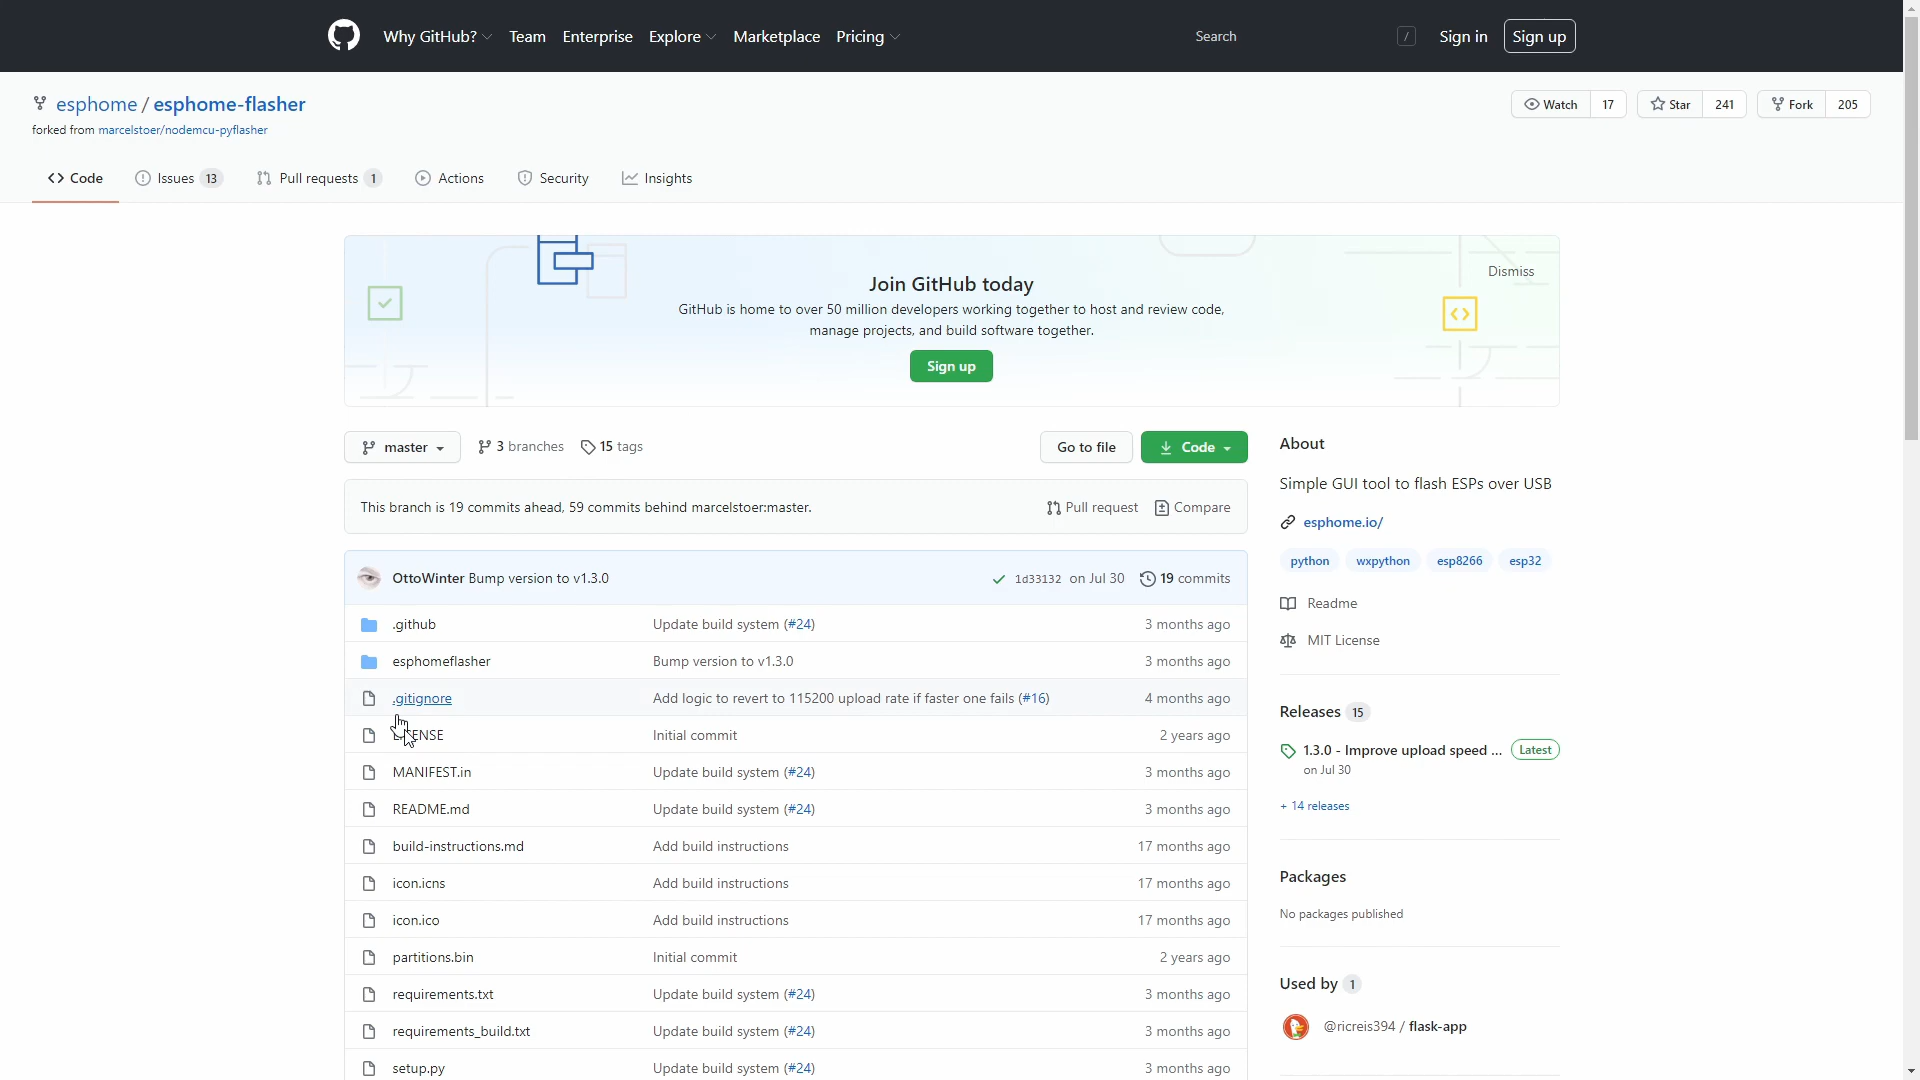 Why GitHub? Team Enterprise Explore Marketplace Pricing Search / Sign in Sign up
esphome / esphome-flasher Watch 17 Star 241 Fork 205
forked from marcelstoer/nodemcu-pyflasher
Code Issues 13 Pull requests 1 Actions Security Insights
Dismiss
Join GitHub today
GitHub is home to over 50 million developers working together to host and review code,
manage projects, and build software together.
Sign up
master 3 branches 15 tags Go to file Code
This branch is 19 commits ahead, 59 commits behind marcelstoer:master. Pull request Compare
OttoWinter Bump version to v1.3.0 1d33132 on Jul 30 19 commits
.github Update build system (#24) 3 months ago
esphomeflasher Bump version to v1.3.0 3 months ago
.gitignore Add logic to revert to 115200 upload rate if faster one fails (#16) 4 months ago
LICENSE Initial commit 2 years ago
MANIFEST.in Update build system (#24) 3 months ago
README.md Update build system (#24) 3 months ago
build-instructions.md Add build instructions 17 months ago
icon.icns Add build instructions 17 months ago
icon.ico Add build instructions 17 months ago
partitions.bin Initial commit 2 years ago
requirements.txt Update build system (#24) 3 months ago
requirements_build.txt Update build system (#24) 3 months ago
setup.py Update build system (#24) 3 months ago
About
Simple GUI tool to flash ESPs over USB
esphome.io/
python wxpython esp8266 esp32
Readme
MIT License
Releases 15
1.3.0 - Improve upload speed ... Latest
on Jul 30
+ 14 releases
Packages
No packages published
Used by 1
@ricreis394 / flask-app